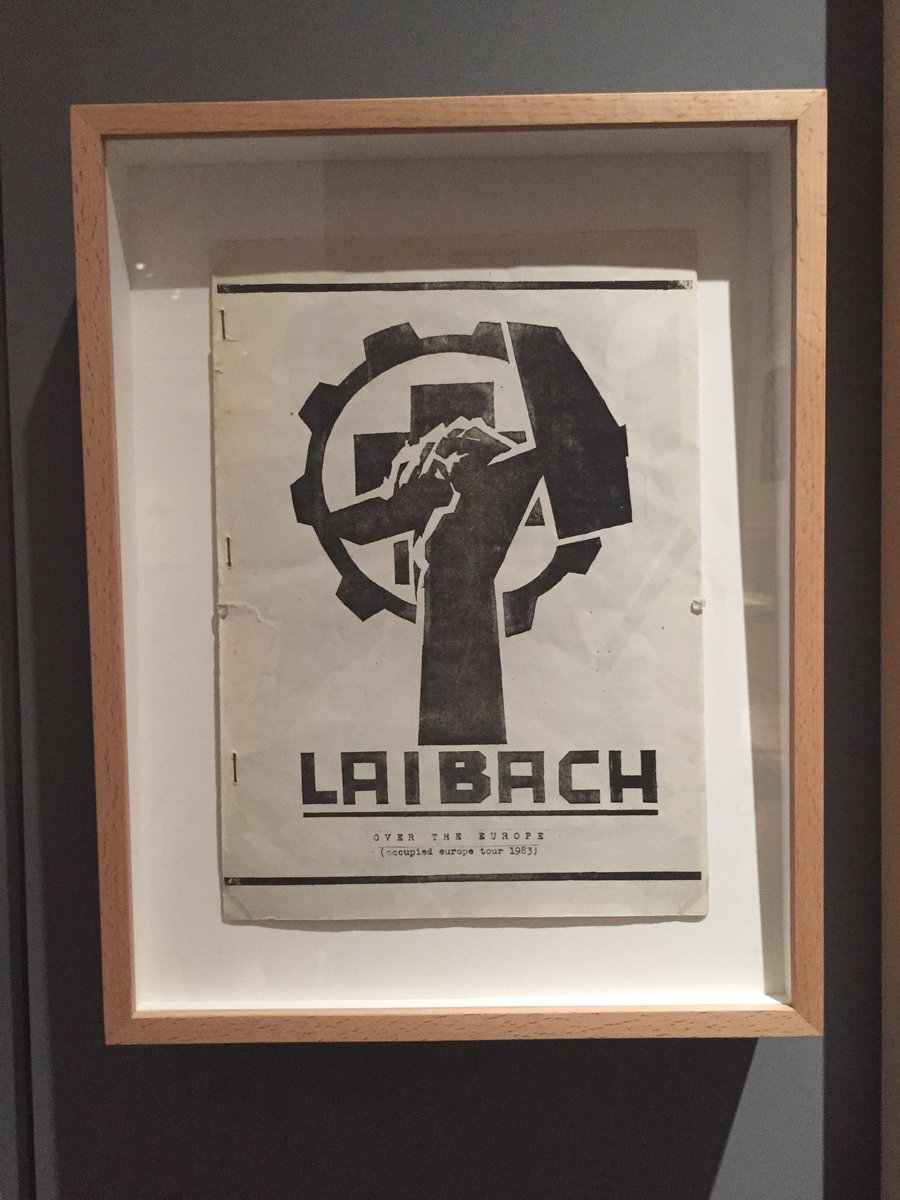 LAIBACH
OVER THE EUROPE
(occupied europe tour 1983)